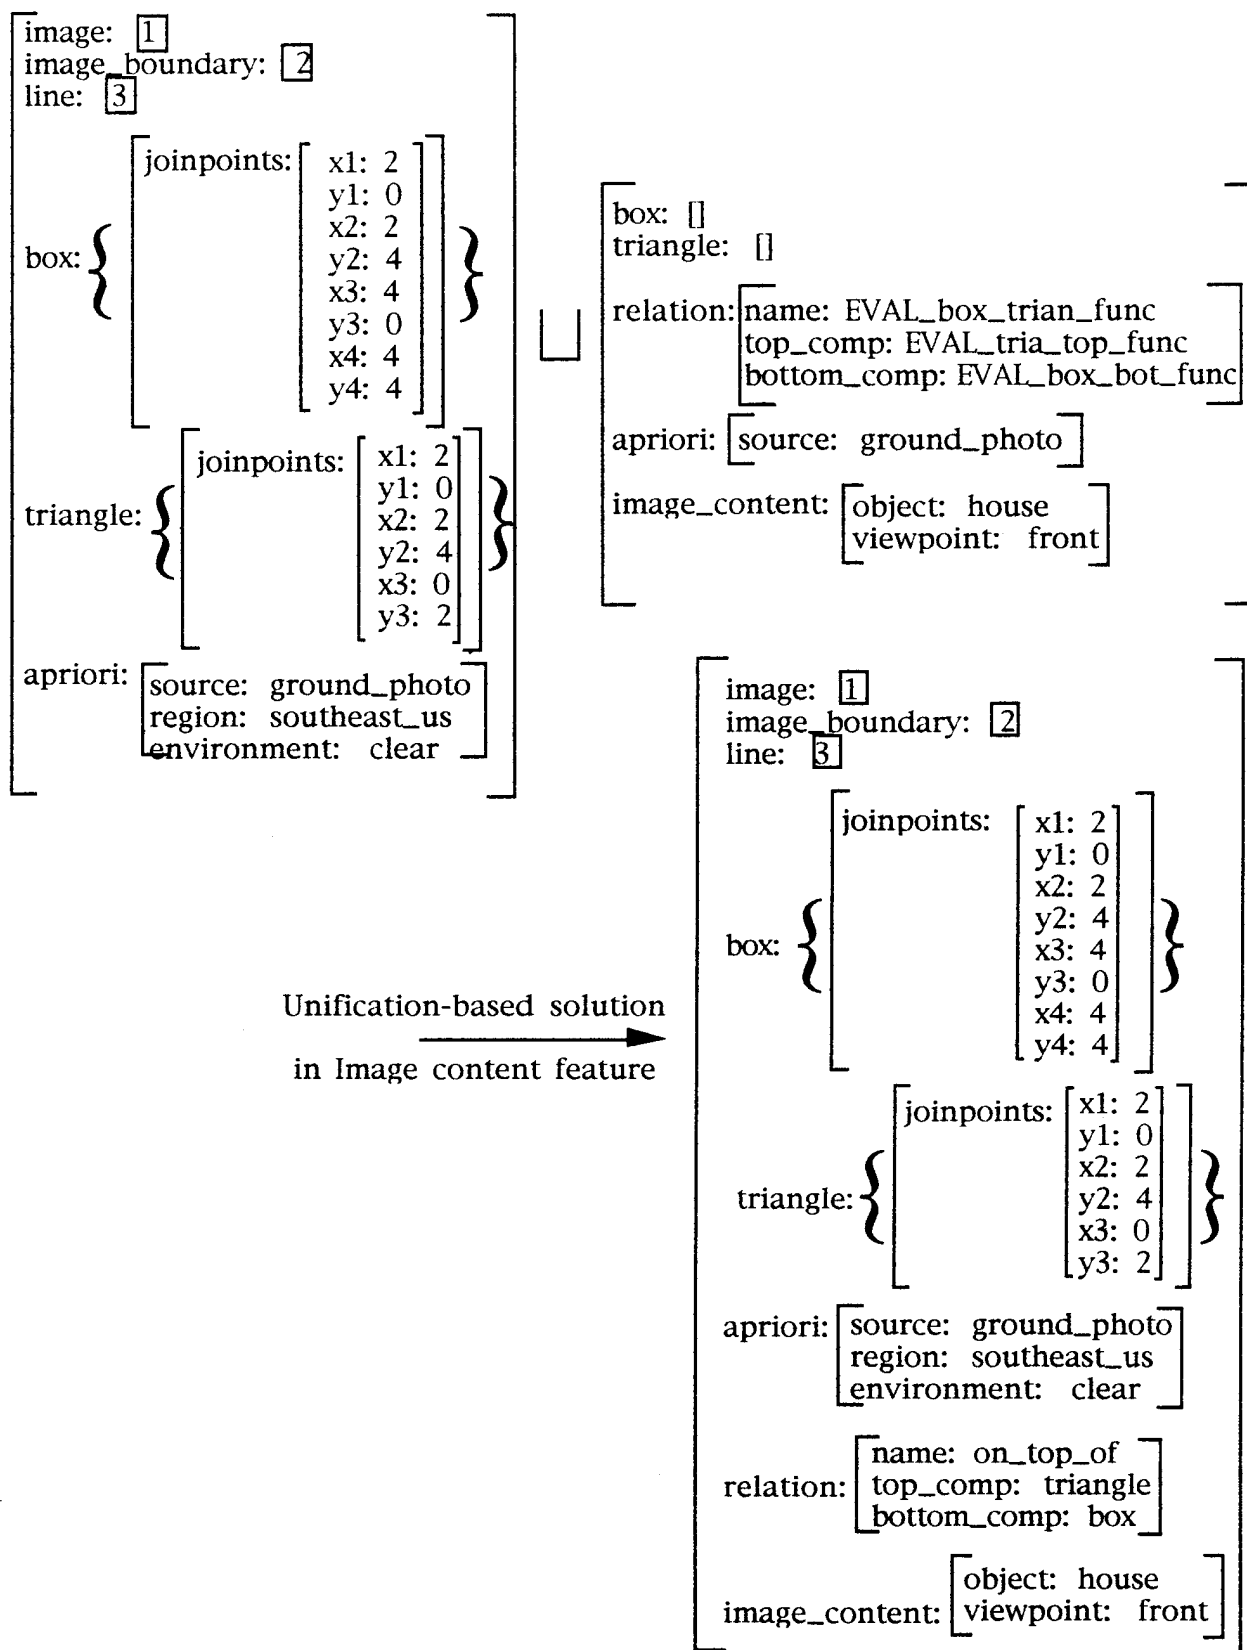 image: 1
image_boundary: 2
line: 3
box: { joinpoints: x1: 2
y1: 0
x2: 2
y2: 4
x3: 4
y3: 0
x4: 4
y4: 4 }
triangle: { joinpoints: x1: 2
y1: 0
x2: 2
y2: 4
x3: 0
y3: 2 }
apriori: source: ground_photo
region: southeast_us
environment: clear
⊔
box: []
triangle: []
relation: name: EVAL_box_trian_func
top_comp: EVAL_tria_top_func
bottom_comp: EVAL_box_bot_func
apriori: [source: ground_photo]
image_content: object: house
viewpoint: front
Unification-based solution
in Image content feature
image: 1
image_boundary: 2
line: 3
box: { joinpoints: x1: 2
y1: 0
x2: 2
y2: 4
x3: 4
y3: 0
x4: 4
y4: 4 }
triangle: { joinpoints: x1: 2
y1: 0
x2: 2
y2: 4
x3: 0
y3: 2 }
apriori: source: ground_photo
region: southeast_us
environment: clear
relation: name: on_top_of
top_comp: triangle
bottom_comp: box
image_content: object: house
viewpoint: front